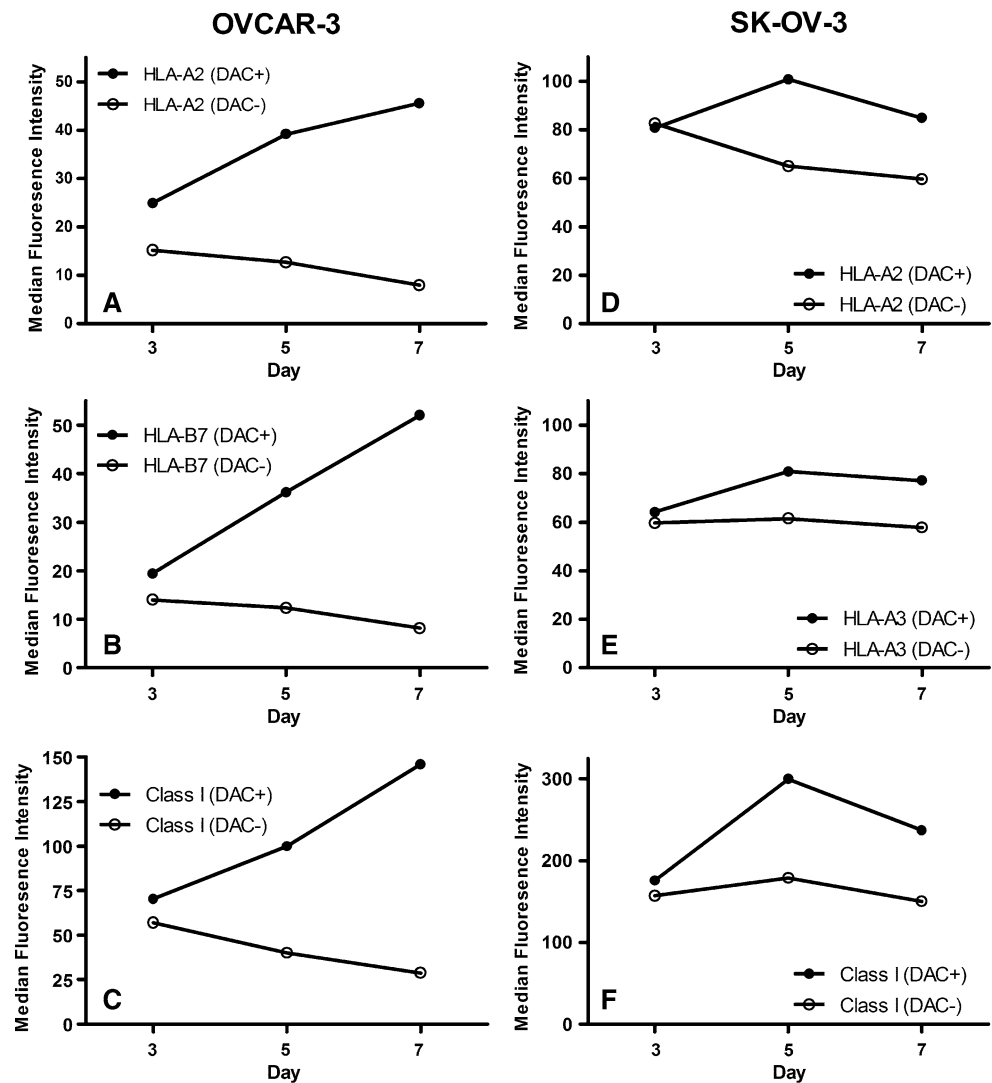 OVCAR-3
SK-OV-3
Median Fluoresence Intensity
50
40
30
20
10
0
HLA-A2 (DAC+)
HLA-A2 (DAC-)
A
3 5 7
Day
Median Fluoresence Intensity
100
80
60
40
20
0
HLA-A2 (DAC+)
HLA-A2 (DAC-)
D
3 5 7
Day
Median Fluoresence Intensity
50
40
30
20
10
0
HLA-B7 (DAC+)
HLA-B7 (DAC-)
B
3 5 7
Day
Median Fluoresence Intensity
100
80
60
40
20
0
HLA-A3 (DAC+)
HLA-A3 (DAC-)
E
3 5 7
Day
Median Fluoresence Intensity
150
125
100
75
50
25
0
Class I (DAC+)
Class I (DAC-)
C
3 5 7
Day
Median Fluoresence Intensity
300
200
100
0
Class I (DAC+)
Class I (DAC-)
F
3 5 7
Day